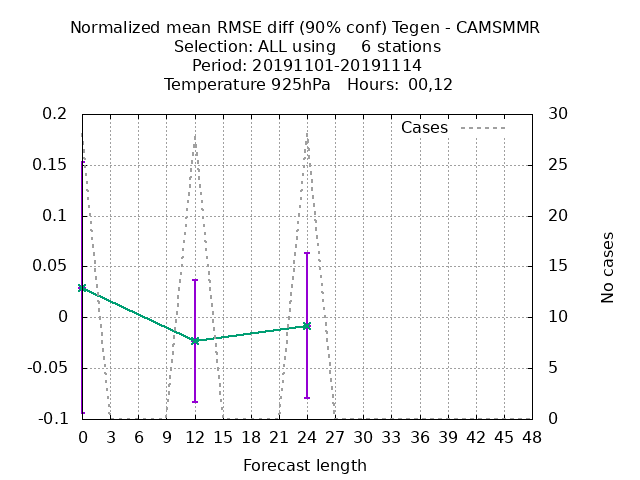 Normalized mean RMSE diff (90% conf) Tegen - CAMSMMR
Selection: ALL using     6 stations
Period: 20191101-20191114
Temperature 925hPa   Hours: 00,12
Cases
0.2
0.15
0.1
0.05
0
-0.05
-0.1
30
25
20
15
10
5
0
No cases
0 3 6 9 12 15 18 21 24 27 30 33 36 39 42 45 48
Forecast length